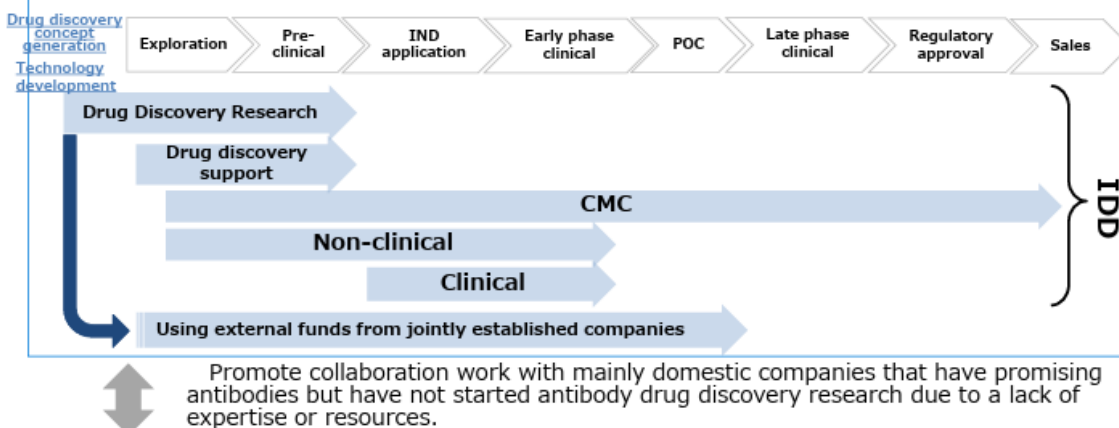 Drug discovery
concept
generation
Technology
development
Exploration
Pre-
clinical
IND
application
Early phase
clinical
POC
Late phase
clinical
Regulatory
approval
Sales
Drug Discovery Research
Drug discovery
support
CMC
Non-clinical
Clinical
Using external funds from jointly established companies
IDD
Promote collaboration work with mainly domestic companies that have promising
antibodies but have not started antibody drug discovery research due to a lack of
expertise or resources.